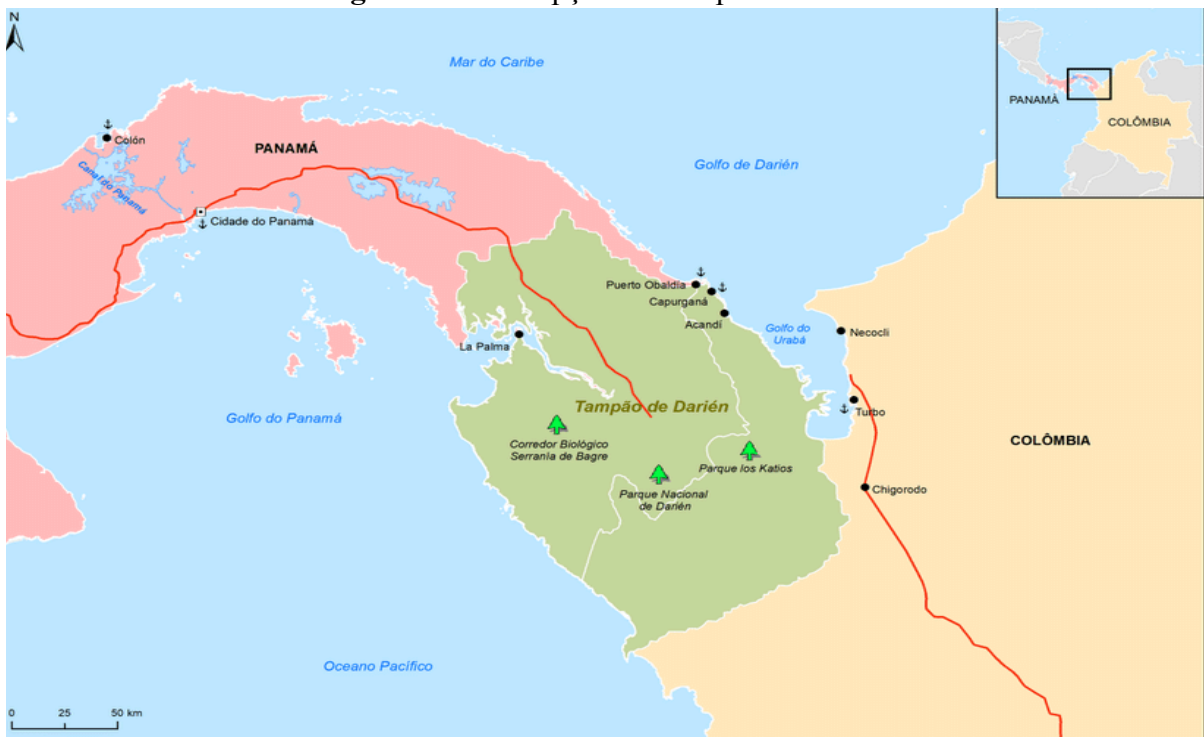 N
Mar do Caribe
PANAMÁ
COLÔMBIA
Colón
PANAMÁ
Golfo de Darién
Canal do Panamá
Cidade do Panamá
Puerto Obaldia
Capurganá
Acandí
Golfo do
Urabá
Necocli
La Palma
Golfo do Panamá
Tampão de Darién
Turbo
COLÔMBIA
Corredor Biológico
Serranía de Bagre
Parque los Katios
Parque Nacional
de Darién
Chigorodo
Oceano Pacífico
0 25 50 km